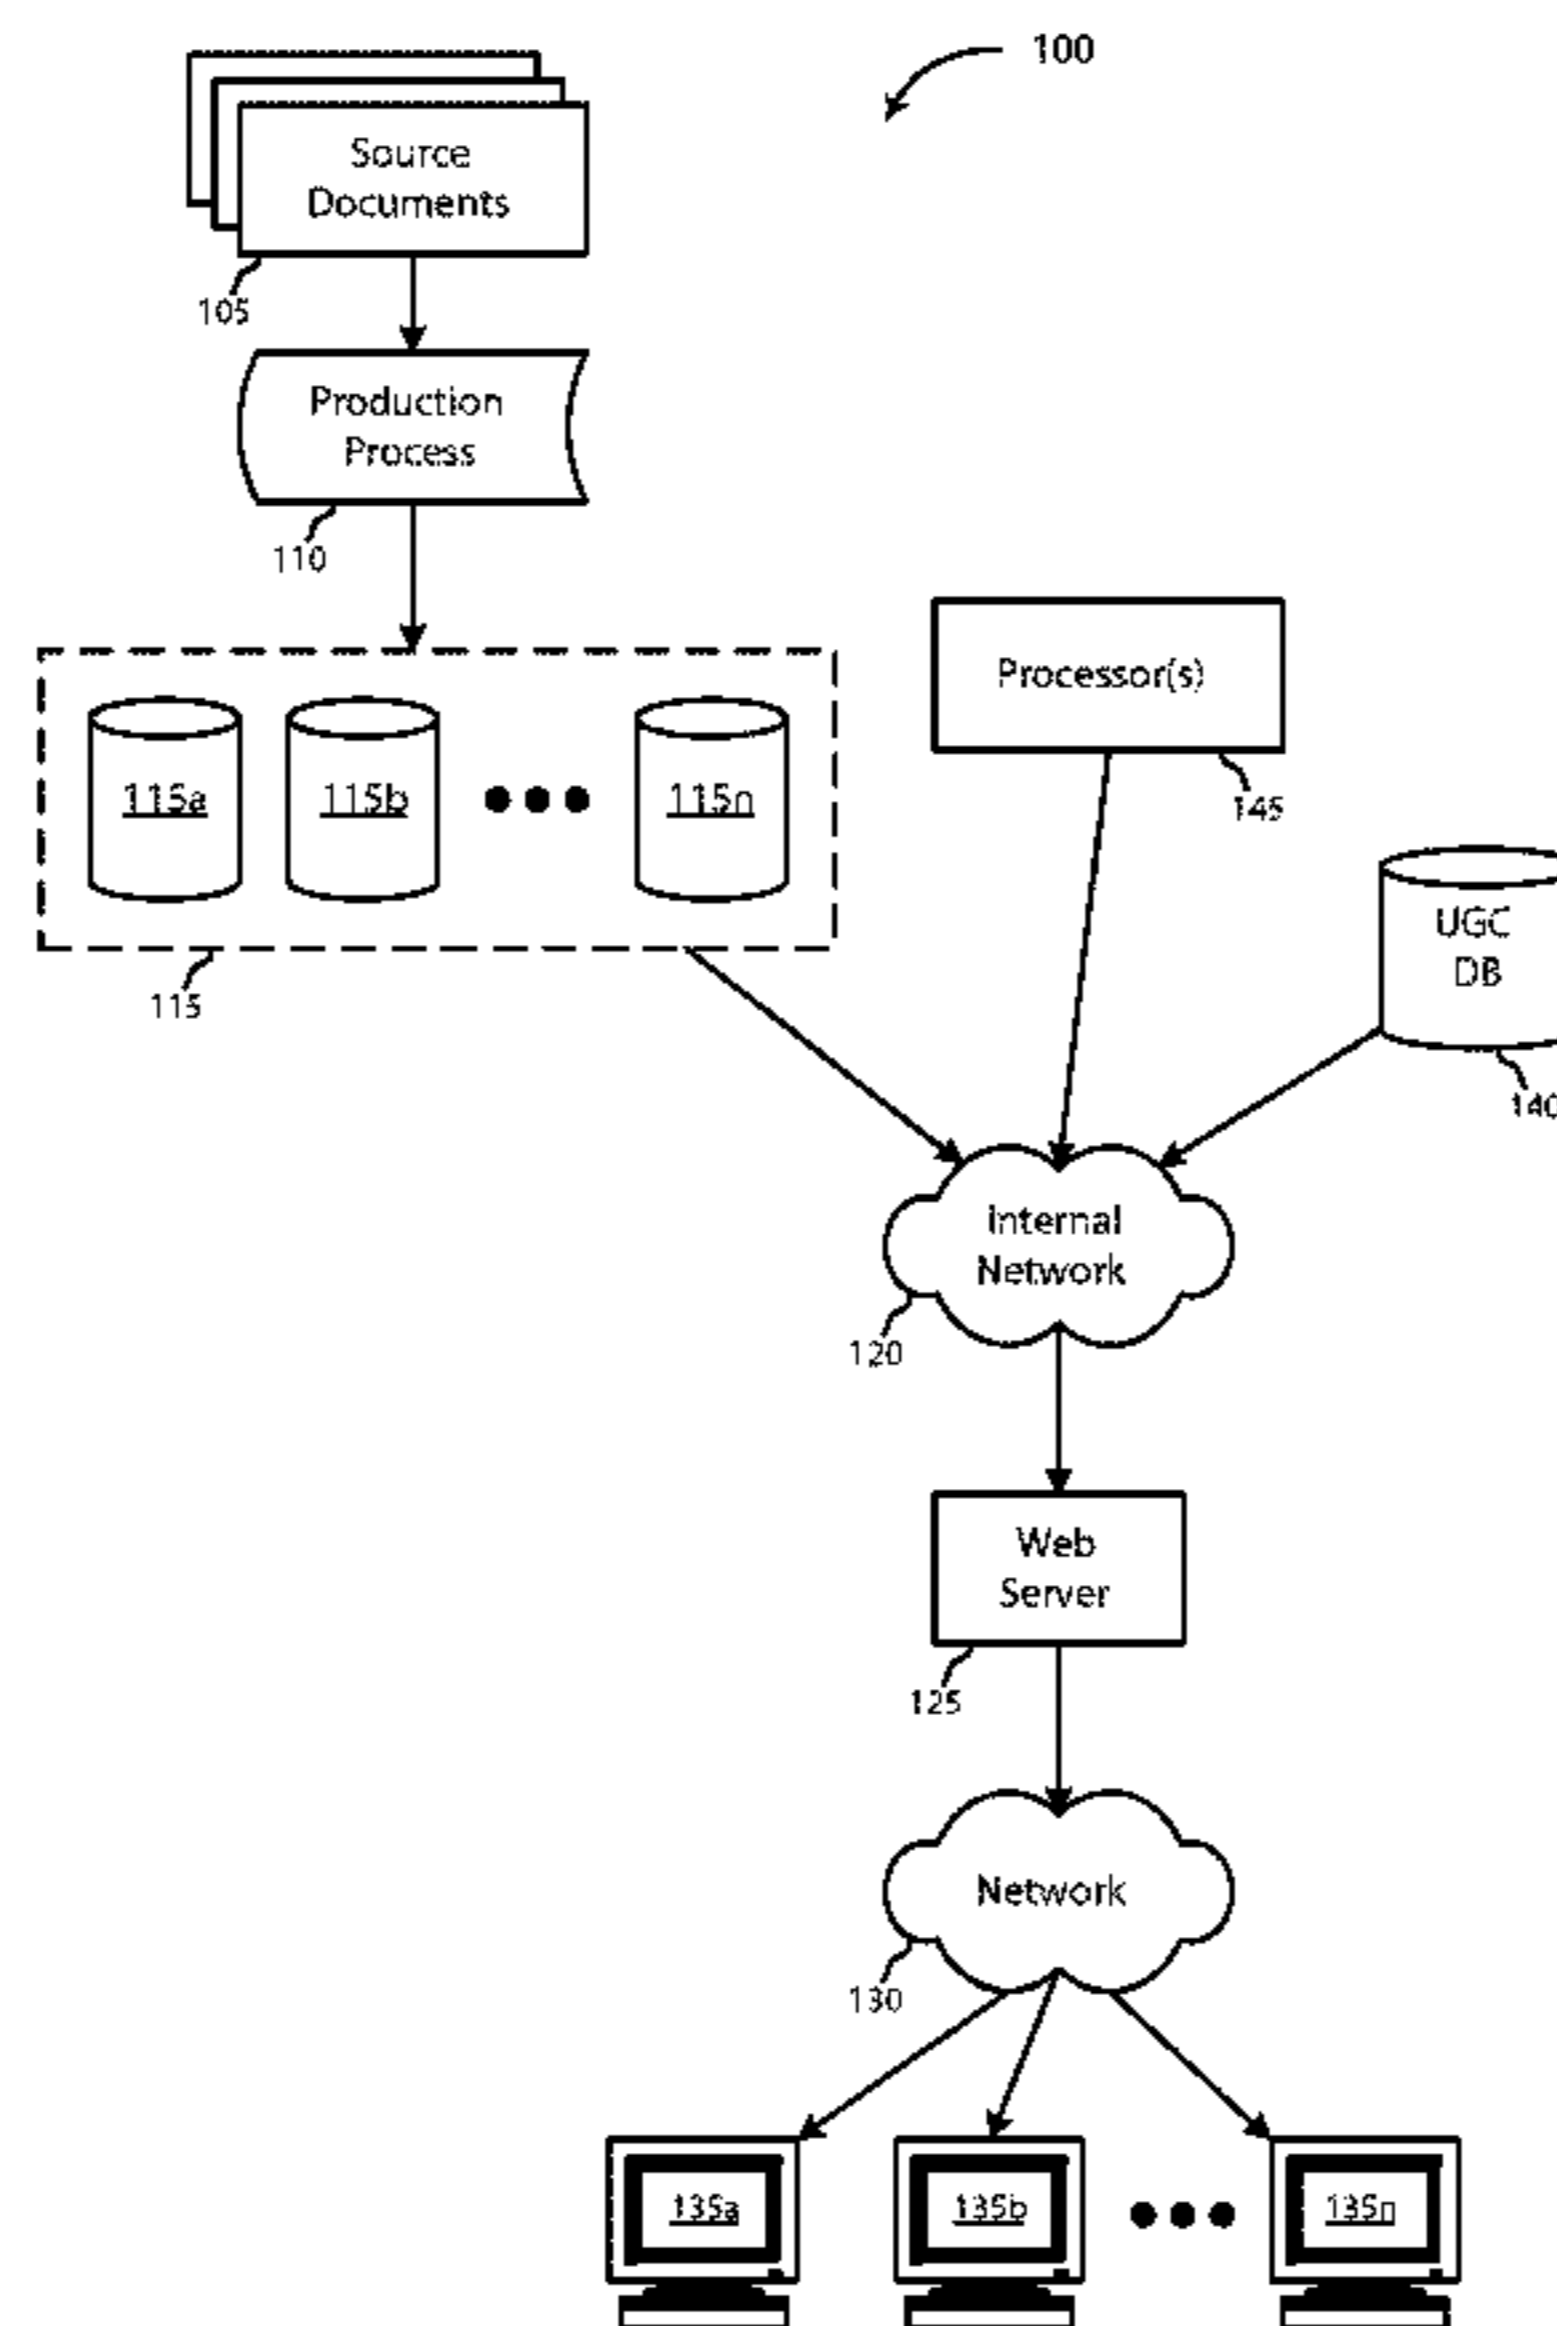 100
Source
Documents
105
Production
Process
110
Processor(s)
115a
115b
115n
145
UGC
DB
115
140
Internal
Network
120
Web
Server
125
Network
130
135a
135b
135n